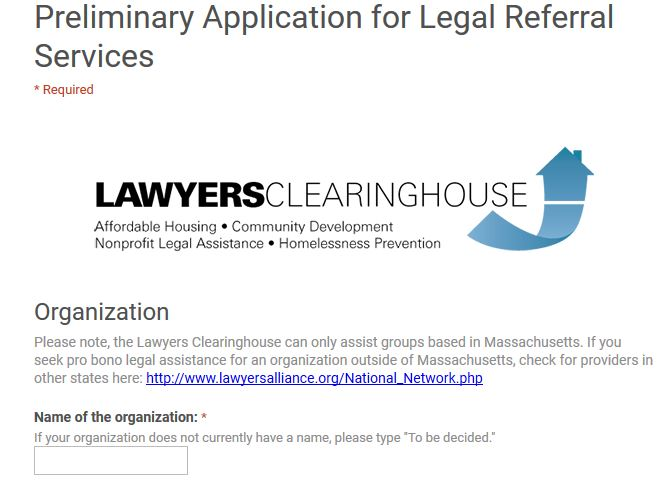 Preliminary Application for Legal Referral
Services
* Required
LAWYERSCLEARINGHOUSE
Affordable Housing • Community Development
Nonprofit Legal Assistance • Homelessness Prevention
Organization
Please note, the Lawyers Clearinghouse can only assist groups based in Massachusetts. If you
seek pro bono legal assistance for an organization outside of Massachusetts, check for providers in
other states here: http://www.lawyersalliance.org/National_Network.php
Name of the organization: *
If your organization does not currently have a name, please type "To be decided."